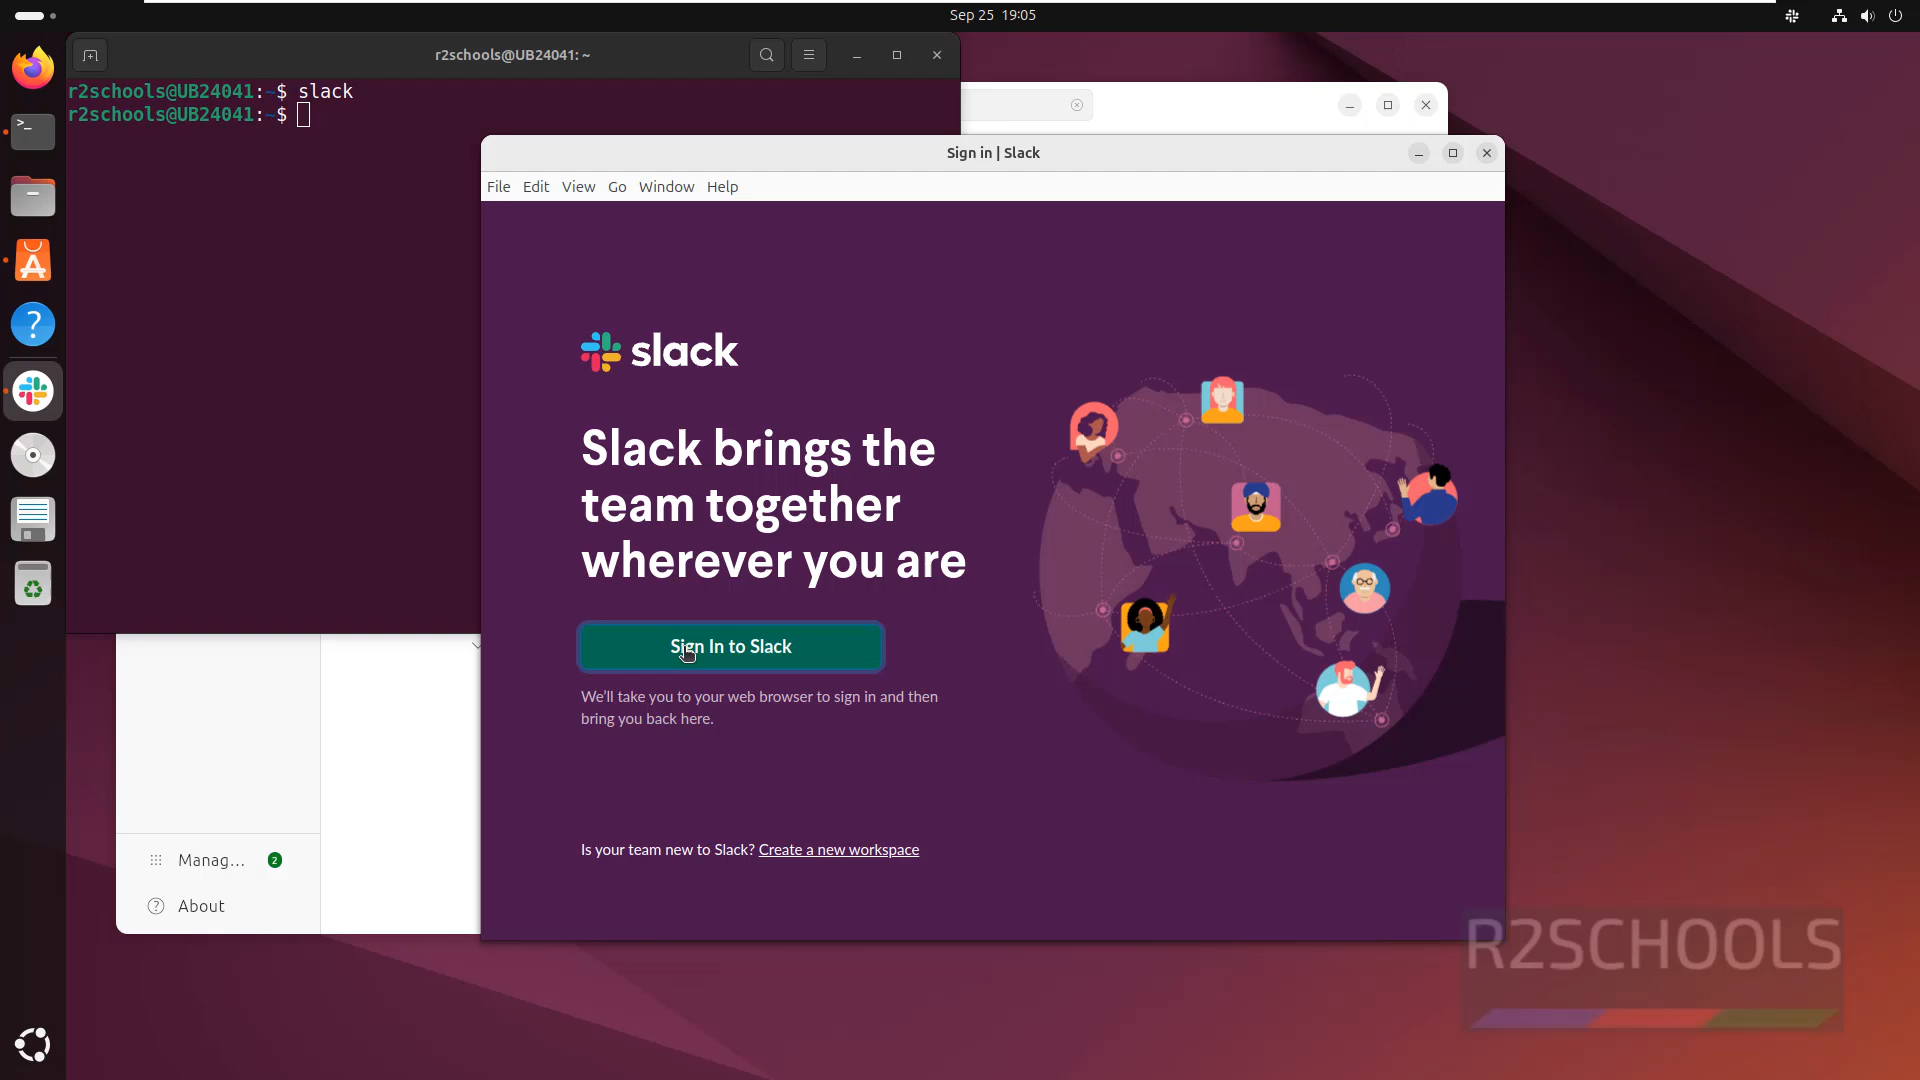 Sep 25 19:05
r2schools@UB24041: ~
r2schools@UB24041:~$ slack
r2schools@UB24041:~$
Sign in | Slack
File Edit View Go Window Help
slack
Slack brings the
team together
wherever you are
Sign In to Slack
We'll take you to your web browser to sign in and then
bring you back here.
Is your team new to Slack? Create a new workspace
Manag... 2
About
R2SCHOOLS